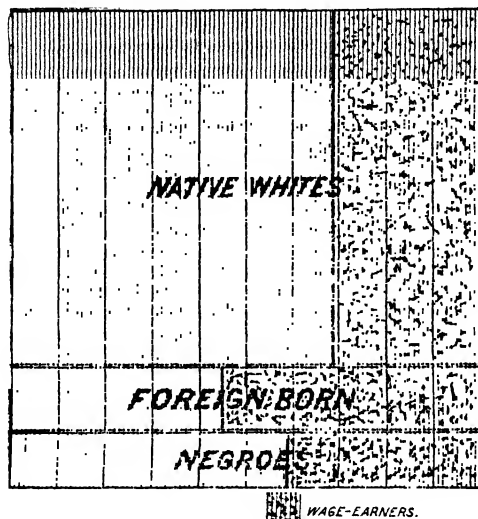 NATIVE WHITES
FOREIGN BORN
NEGROES
WAGE-EARNERS.